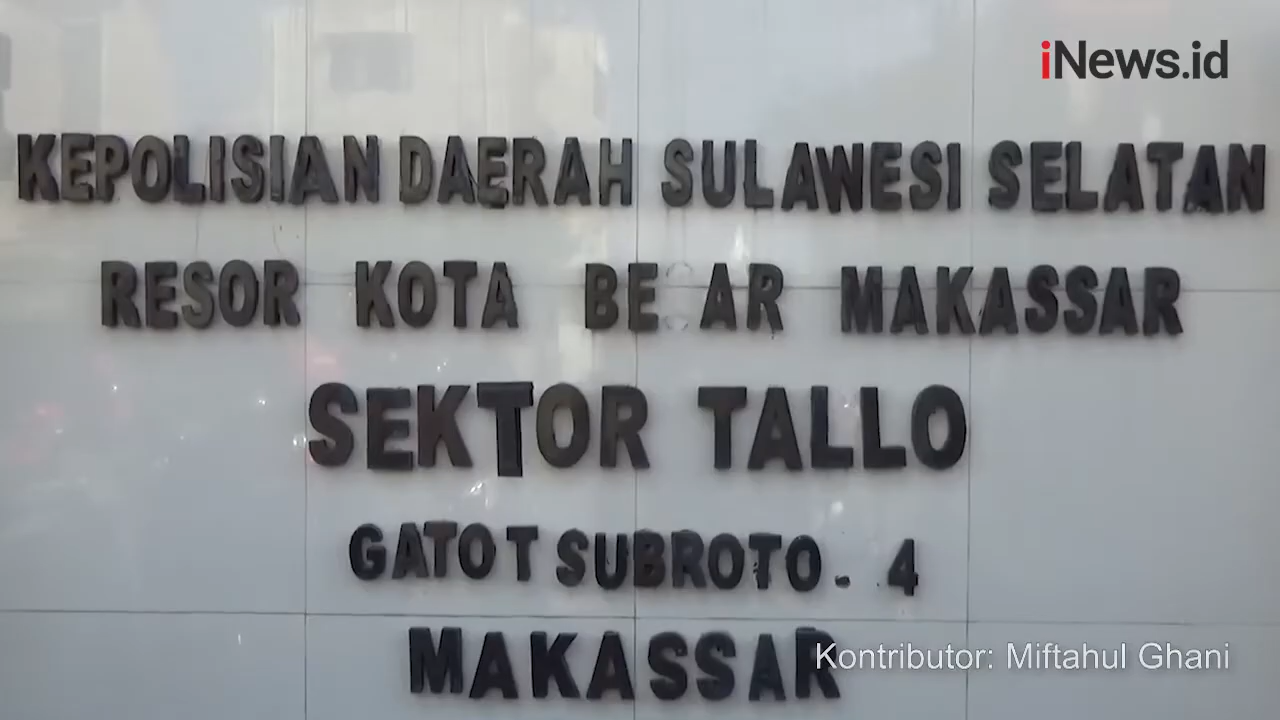 iNews.id
KEPOLISIAN DAERAH SULAWESI SELATAN
RESOR KOTA BE AR MAKASSAR
SEKTOR TALLO
GATOT SUBROTO. 4
MAKASSAR
Kontributor: Miftahul Ghani